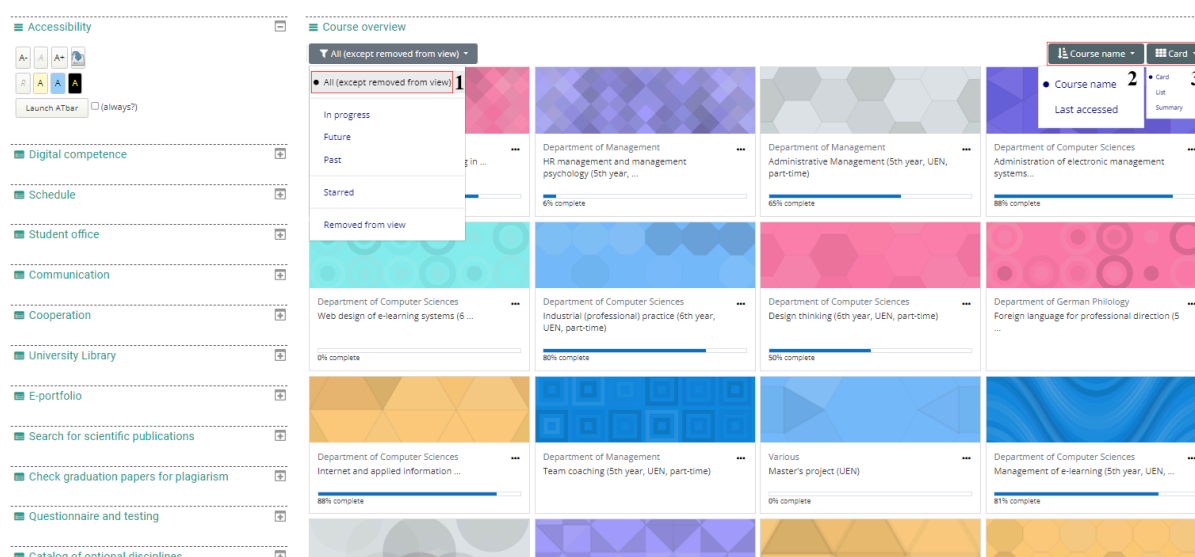 Accessibility
A- A A+
R A A A
Launch ATbar (always?)
Digital competence
Schedule
Student office
Communication
Cooperation
University Library
E-portfolio
Search for scientific publications
Check graduation papers for plagiarism
Questionnaire and testing
Catalog of optional disciplines
Course overview
All (except removed from view)
Course name
Card
All (except removed from view) 1
In progress
Future
Past
Starred
Removed from view
Course name 2
Last accessed
Card
List
Summary
3
g in ...
Department of Management
HR management and management
psychology (5th year, ...
6% complete
Department of Management
Administrative Management (5th year, UEN,
part-time)
65% complete
Department of Computer Sciences
Administration of electronic management
systems...
88% complete
Department of Computer Sciences
Web design of e-learning systems (6 ...
0% complete
Department of Computer Sciences
Industrial (professional) practice (6th year,
UEN, part-time)
80% complete
Department of Computer Sciences
Design thinking (6th year, UEN, part-time)
50% complete
Department of German Philology
Foreign language for professional direction (5
...
Department of Computer Sciences
Internet and applied information ...
88% complete
Department of Management
Team coaching (5th year, UEN, part-time)
Various
Master's project (UEN)
0% complete
Department of Computer Sciences
Management of e-learning (5th year, UEN, ...
81% complete